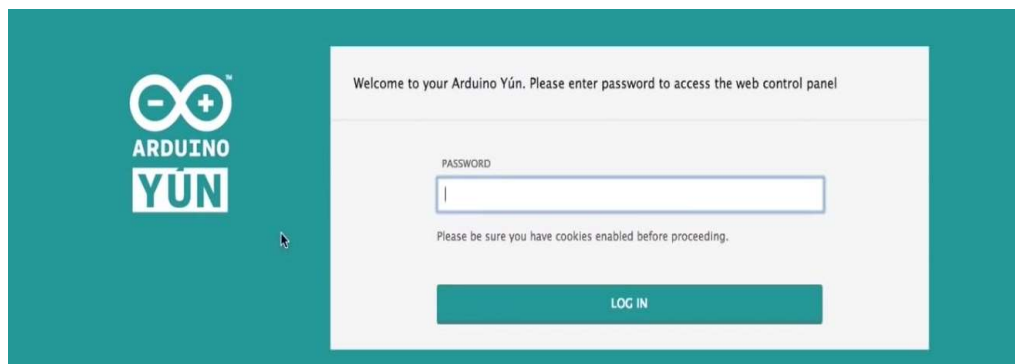 ARDUINO
YÚN
Welcome to your Arduino Yún. Please enter password to access the web control panel
PASSWORD
Please be sure you have cookies enabled before proceeding.
LOG IN